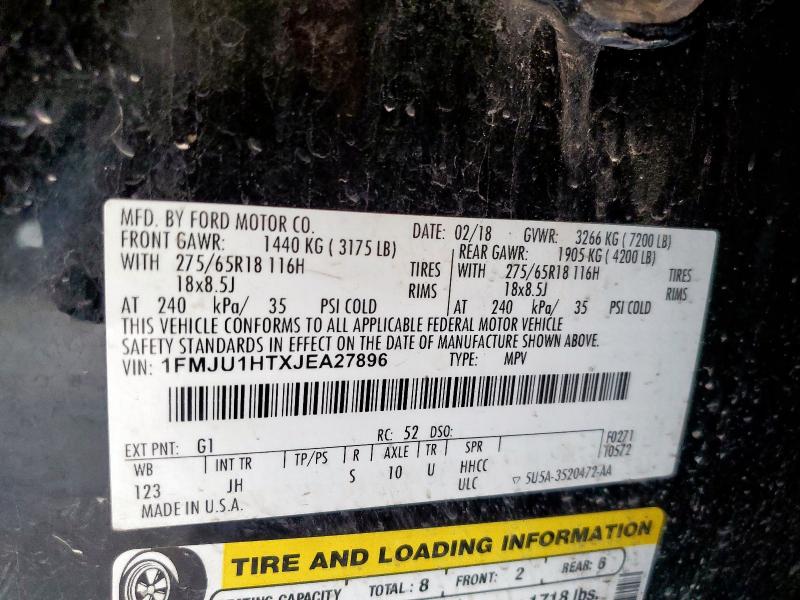 MFD. BY FORD MOTOR CO. DATE: 02/18 GVWR: 3266 KG ( 7200 LB)
FRONT GAWR: 1440 KG ( 3175 LB) REAR GAWR: 1905 KG ( 4200 LB)
WITH 275/65R18 116H TIRES WITH 275/65R18 116H TIRES
18x8.5J RIMS 18x8.5J RIMS
AT 240 kPa/ 35 PSI COLD AT 240 kPa/ 35 PSI COLD
THIS VEHICLE CONFORMS TO ALL APPLICABLE FEDERAL MOTOR VEHICLE
SAFETY STANDARDS IN EFFECT ON THE DATE OF MANUFACTURE SHOWN ABOVE.
VIN: 1FMJU1HTXJEA27896 TYPE: MPV
EXT PNT: G1 RC: 52 DSO: F0271
WB INT TR TP/PS R AXLE TR SPR T0572
123 JH S 10 U HHCC
ULC 5U5A-3520472-AA
MADE IN U.S.A.
TIRE AND LOADING INFORMATION
CAPACITY TOTAL: 8 FRONT: 2 REAR: 6
1718 lbs.